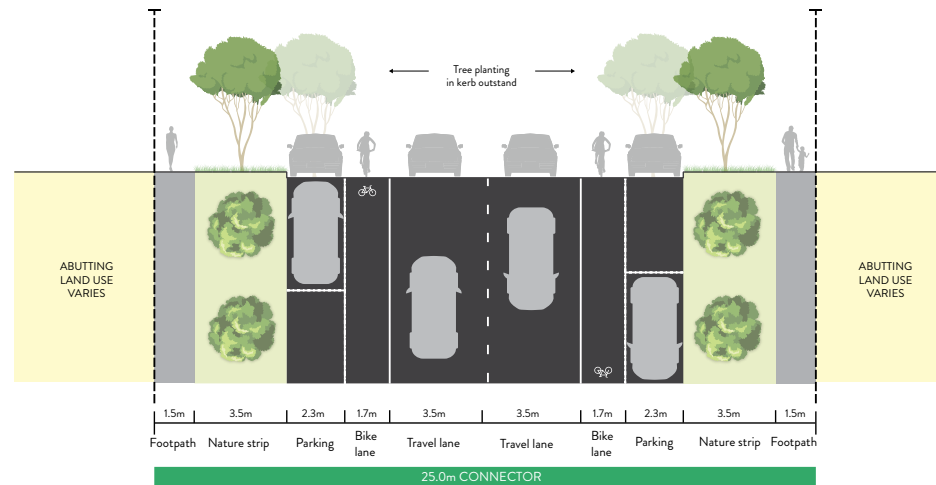 Tree planting
in kerb outstand
ABUTTING
LAND USE
VARIES
ABUTTING
LAND USE
VARIES
1.5m 3.5m 2.3m 1.7m 3.5m 3.5m 1.7m 2.3m 3.5m 1.5m
Footpath Nature strip Parking Bike lane Travel lane Travel lane Bike lane Parking Nature strip Footpath
25.0m CONNECTOR